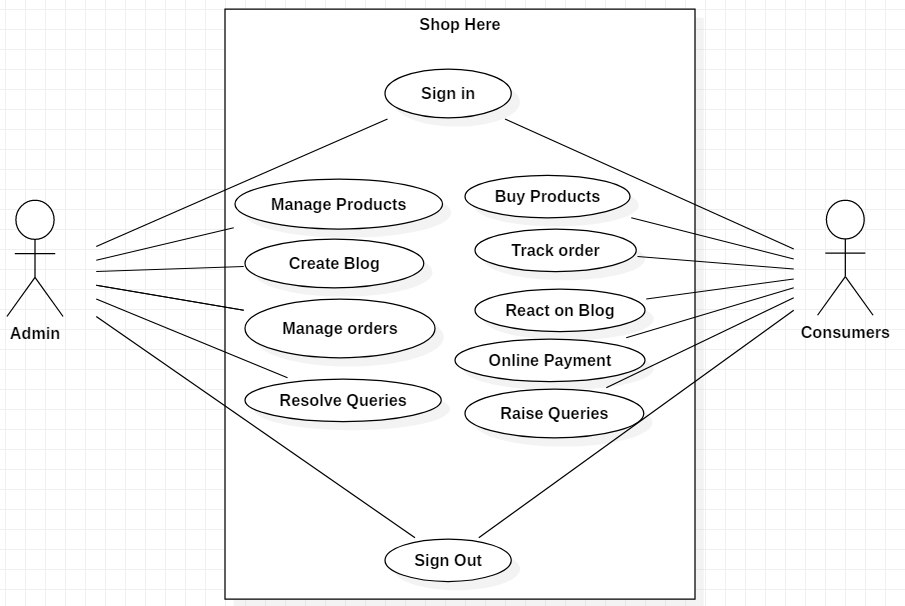 Shop Here
Sign in
Manage Products
Buy Products
Create Blog
Track order
Manage orders
React on Blog
Admin
Consumers
Online Payment
Resolve Queries
Raise Queries
Sign Out